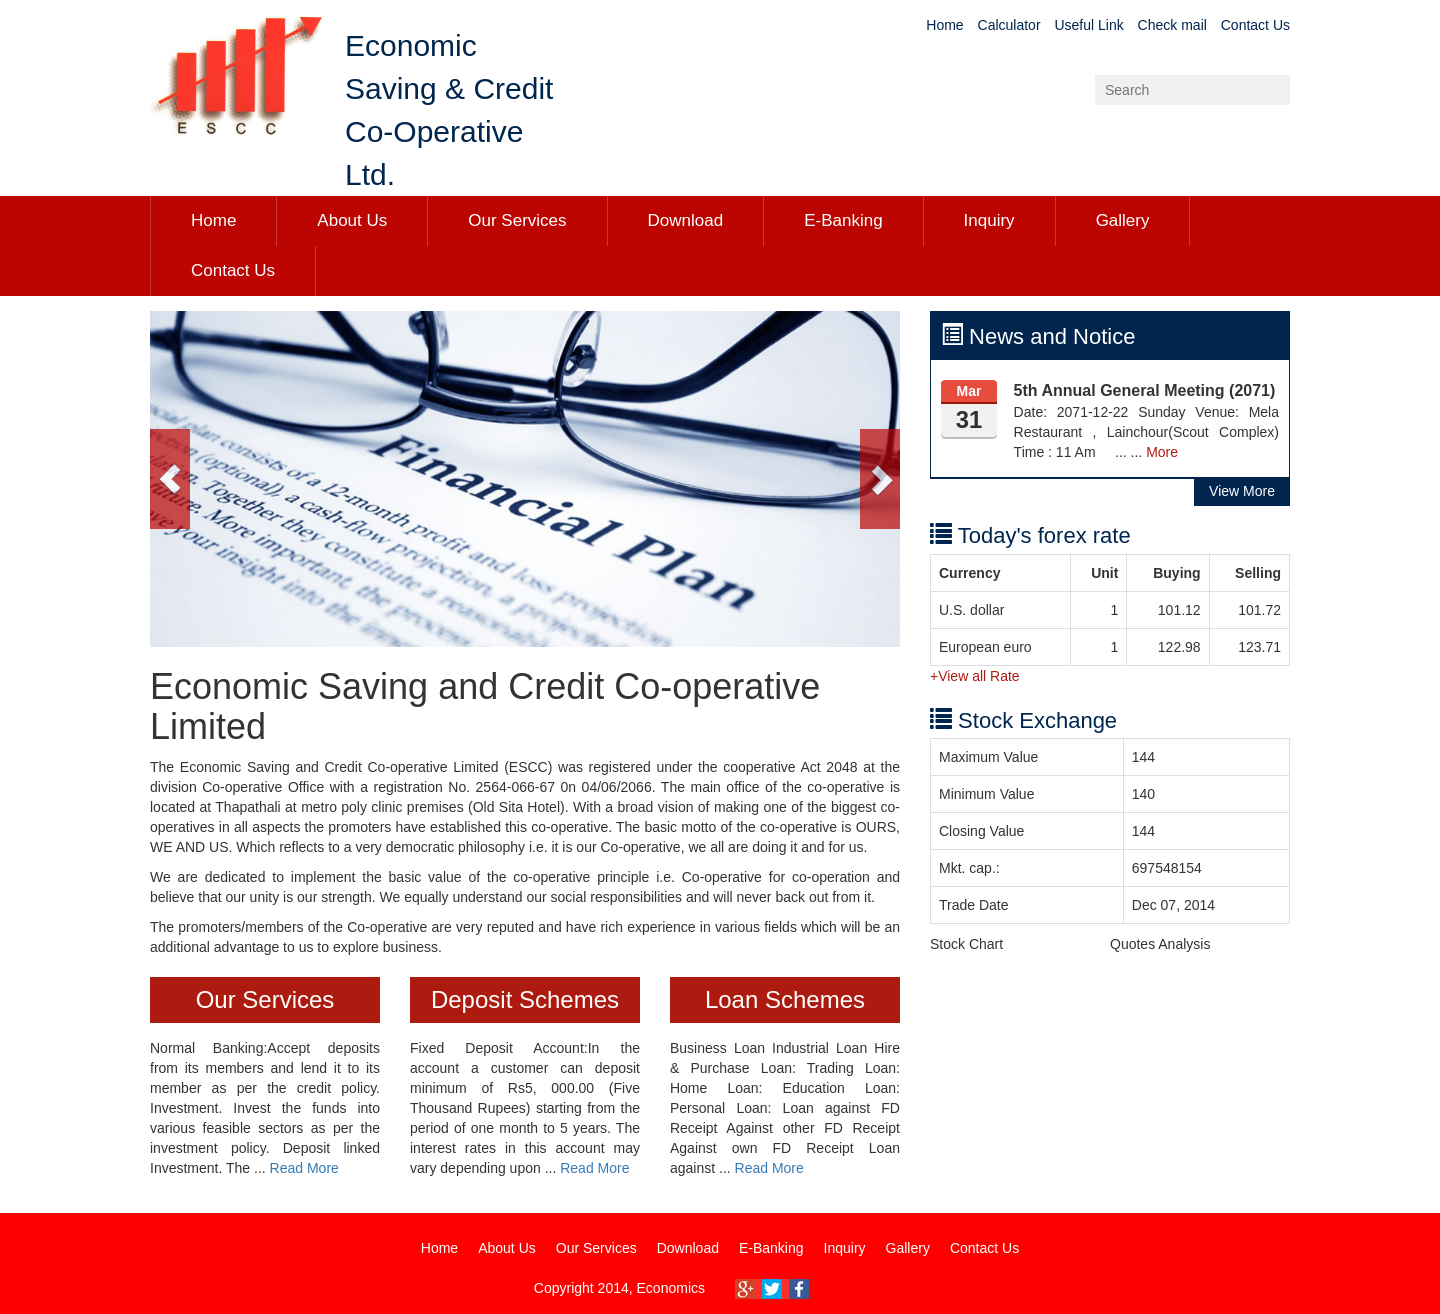 Home Calculator Useful Link Check mail Contact Us
E S C C
Economic
Saving & Credit
Co-Operative
Ltd.
Search
Home About Us Our Services Download E-Banking Inquiry Gallery
Contact Us
Financial Plan
consists of a 12-month profit and loss projection
(optional), a cash-flow projection
Together they constitute a reasonable
More important, the process
your insight into the
News and Notice
Mar
31
5th Annual General Meeting (2071)
Date: 2071-12-22 Sunday Venue: Mela
Restaurant , Lainchour(Scout Complex)
Time : 11 Am ... ... More
View More
Today's forex rate
Currency Unit Buying Selling
U.S. dollar 1 101.12 101.72
European euro 1 122.98 123.71
+View all Rate
Stock Exchange
Maximum Value 144
Minimum Value 140
Closing Value 144
Mkt. cap.: 697548154
Trade Date Dec 07, 2014
Stock Chart Quotes Analysis
Economic Saving and Credit Co-operative
Limited
The Economic Saving and Credit Co-operative Limited (ESCC) was registered under the cooperative Act 2048 at the
division Co-operative Office with a registration No. 2564-066-67 0n 04/06/2066. The main office of the co-operative is
located at Thapathali at metro poly clinic premises (Old Sita Hotel). With a broad vision of making one of the biggest co-
operatives in all aspects the promoters have established this co-operative. The basic motto of the co-operative is OURS,
WE AND US. Which reflects to a very democratic philosophy i.e. it is our Co-operative, we all are doing it and for us.
We are dedicated to implement the basic value of the co-operative principle i.e. Co-operative for co-operation and
believe that our unity is our strength. We equally understand our social responsibilities and will never back out from it.
The promoters/members of the Co-operative are very reputed and have rich experience in various fields which will be an
additional advantage to us to explore business.
Our Services
Normal Banking:Accept deposits
from its members and lend it to its
member as per the credit policy.
Investment. Invest the funds into
various feasible sectors as per the
investment policy. Deposit linked
Investment. The ... Read More
Deposit Schemes
Fixed Deposit Account:In the
account a customer can deposit
minimum of Rs5, 000.00 (Five
Thousand Rupees) starting from the
period of one month to 5 years. The
interest rates in this account may
vary depending upon ... Read More
Loan Schemes
Business Loan Industrial Loan Hire
& Purchase Loan: Trading Loan:
Home Loan: Education Loan:
Personal Loan: Loan against FD
Receipt Against other FD Receipt
Against own FD Receipt Loan
against ... Read More
Home About Us Our Services Download E-Banking Inquiry Gallery Contact Us
Copyright 2014, Economics